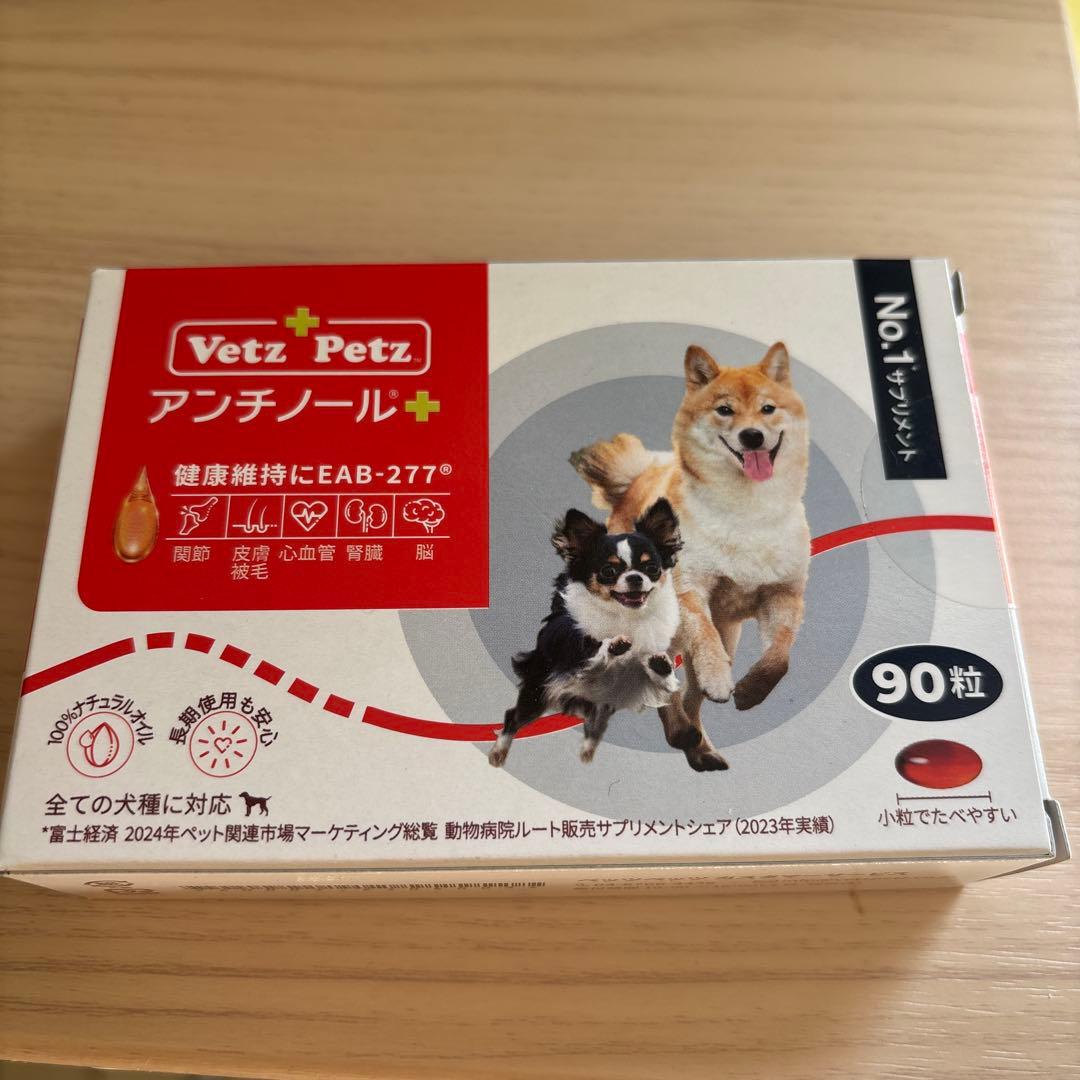 Vetz Petz™
アンチノール®+
健康維持にEAB-277®
関節 皮膚被毛 心血管 腎臓 脳
No.1*サプリメント
90粒
小粒でたべやすい
100%ナチュラルオイル
長期使用も安心
全ての犬種に対応
*富士経済 2024年ペット関連市場マーケティング総覧 動物病院ルート販売サプリメントシェア(2023年実績)